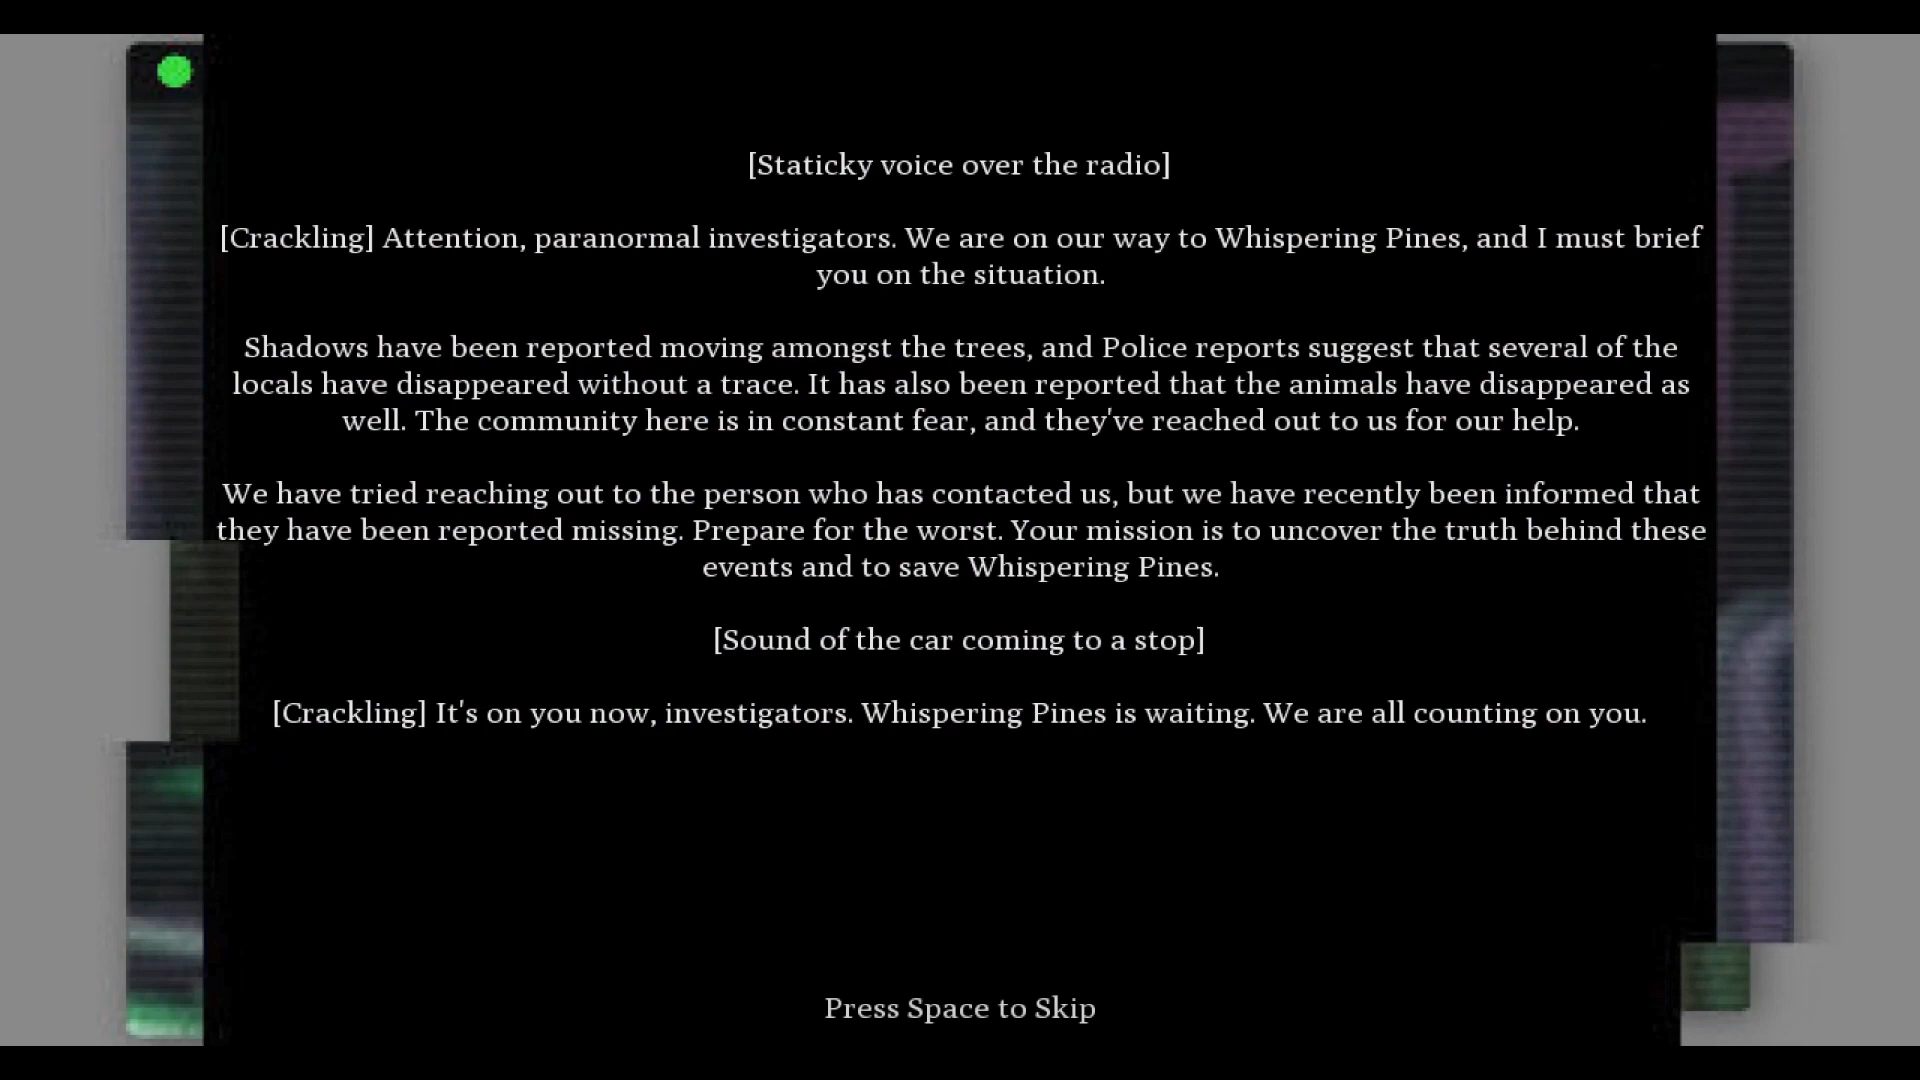 [Staticky voice over the radio]
[Crackling] Attention, paranormal investigators. We are on our way to Whispering Pines, and I must brief
you on the situation.
Shadows have been reported moving amongst the trees, and Police reports suggest that several of the
locals have disappeared without a trace. It has also been reported that the animals have disappeared as
well. The community here is in constant fear, and they've reached out to us for our help.
We have tried reaching out to the person who has contacted us, but we have recently been informed that
they have been reported missing. Prepare for the worst. Your mission is to uncover the truth behind these
events and to save Whispering Pines.
[Sound of the car coming to a stop]
[Crackling] It's on you now, investigators. Whispering Pines is waiting. We are all counting on you.
Press Space to Skip